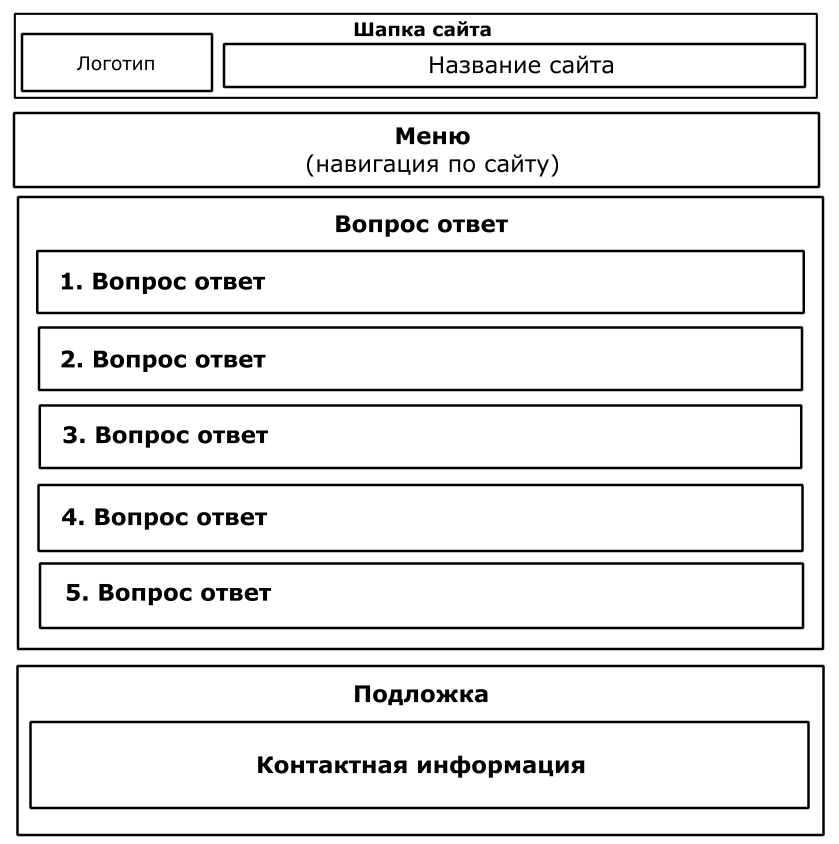 Шапка сайта
Логотип
Название сайта
Меню
(навигация по сайту)
Вопрос ответ
1. Вопрос ответ
2. Вопрос ответ
3. Вопрос ответ
4. Вопрос ответ
5. Вопрос ответ
Подложка
Контактная информация